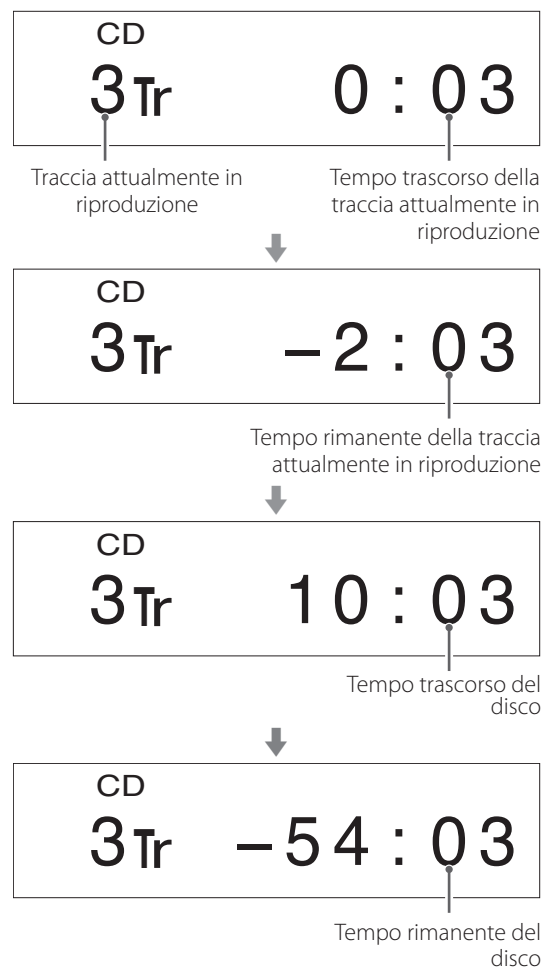 CD
3Tr 0:03
Traccia attualmente in
riproduzione
Tempo trascorso della
traccia attualmente in
riproduzione
CD
3Tr –2:03
Tempo rimanente della traccia
attualmente in riproduzione
CD
3Tr 10:03
Tempo trascorso del
disco
CD
3Tr –54:03
Tempo rimanente del
disco